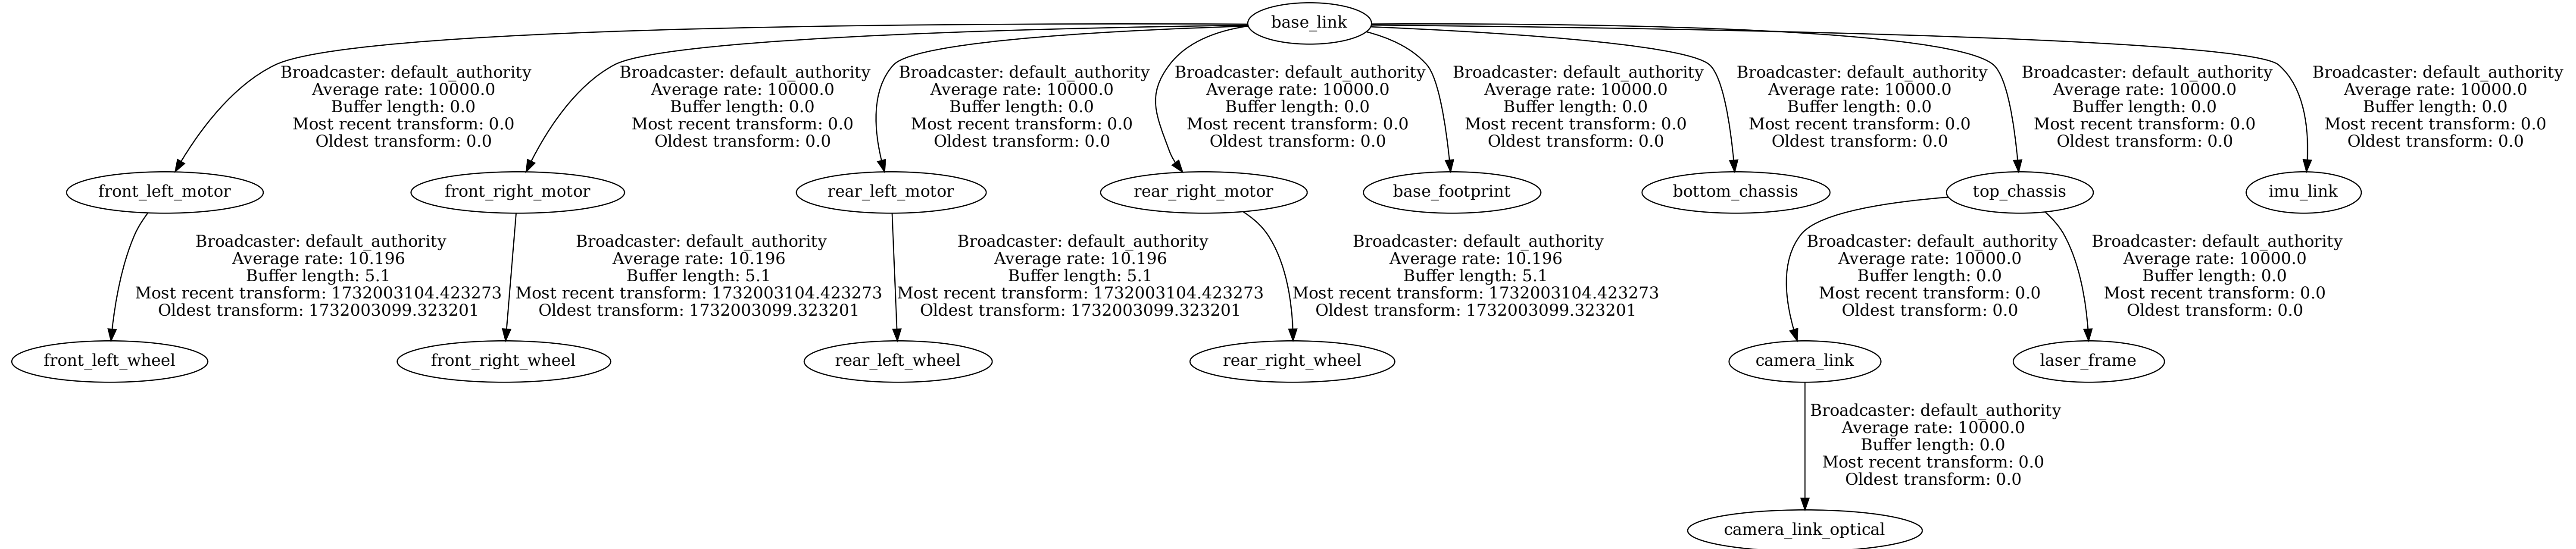 base_link
Broadcaster: default_authority
Average rate: 10000.0
Buffer length: 0.0
Most recent transform: 0.0
Oldest transform: 0.0
Broadcaster: default_authority
Average rate: 10000.0
Buffer length: 0.0
Most recent transform: 0.0
Oldest transform: 0.0
Broadcaster: default_authority
Average rate: 10000.0
Buffer length: 0.0
Most recent transform: 0.0
Oldest transform: 0.0
Broadcaster: default_authority
Average rate: 10000.0
Buffer length: 0.0
Most recent transform: 0.0
Oldest transform: 0.0
Broadcaster: default_authority
Average rate: 10000.0
Buffer length: 0.0
Most recent transform: 0.0
Oldest transform: 0.0
Broadcaster: default_authority
Average rate: 10000.0
Buffer length: 0.0
Most recent transform: 0.0
Oldest transform: 0.0
Broadcaster: default_authority
Average rate: 10000.0
Buffer length: 0.0
Most recent transform: 0.0
Oldest transform: 0.0
Broadcaster: default_authority
Average rate: 10000.0
Buffer length: 0.0
Most recent transform: 0.0
Oldest transform: 0.0
front_left_motor
front_right_motor
rear_left_motor
rear_right_motor
base_footprint
bottom_chassis
top_chassis
imu_link
Broadcaster: default_authority
Average rate: 10.196
Buffer length: 5.1
Most recent transform: 1732003104.423273
Oldest transform: 1732003099.323201
Broadcaster: default_authority
Average rate: 10.196
Buffer length: 5.1
Most recent transform: 1732003104.423273
Oldest transform: 1732003099.323201
Broadcaster: default_authority
Average rate: 10.196
Buffer length: 5.1
Most recent transform: 1732003104.423273
Oldest transform: 1732003099.323201
Broadcaster: default_authority
Average rate: 10.196
Buffer length: 5.1
Most recent transform: 1732003104.423273
Oldest transform: 1732003099.323201
Broadcaster: default_authority
Average rate: 10000.0
Buffer length: 0.0
Most recent transform: 0.0
Oldest transform: 0.0
Broadcaster: default_authority
Average rate: 10000.0
Buffer length: 0.0
Most recent transform: 0.0
Oldest transform: 0.0
front_left_wheel
front_right_wheel
rear_left_wheel
rear_right_wheel
camera_link
laser_frame
Broadcaster: default_authority
Average rate: 10000.0
Buffer length: 0.0
Most recent transform: 0.0
Oldest transform: 0.0
camera_link_optical